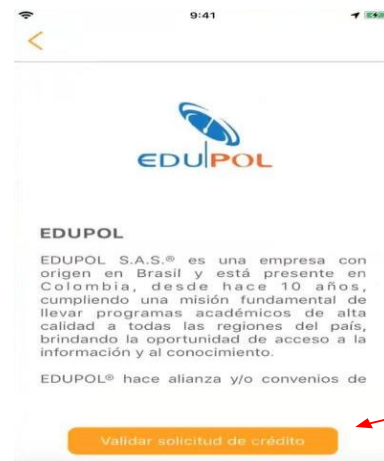 9:41
EDUPOL
EDUPOL
EDUPOL S.A.S.® es una empresa con
origen en Brasil y está presente en
Colombia, desde hace 10 años,
cumpliendo una misión fundamental de
llevar programas académicos de alta
calidad a todas las regiones del país,
brindando la oportunidad de acceso a la
información y al conocimiento.
EDUPOL® hace alianza y/o convenios de
Validar solicitud de crédito